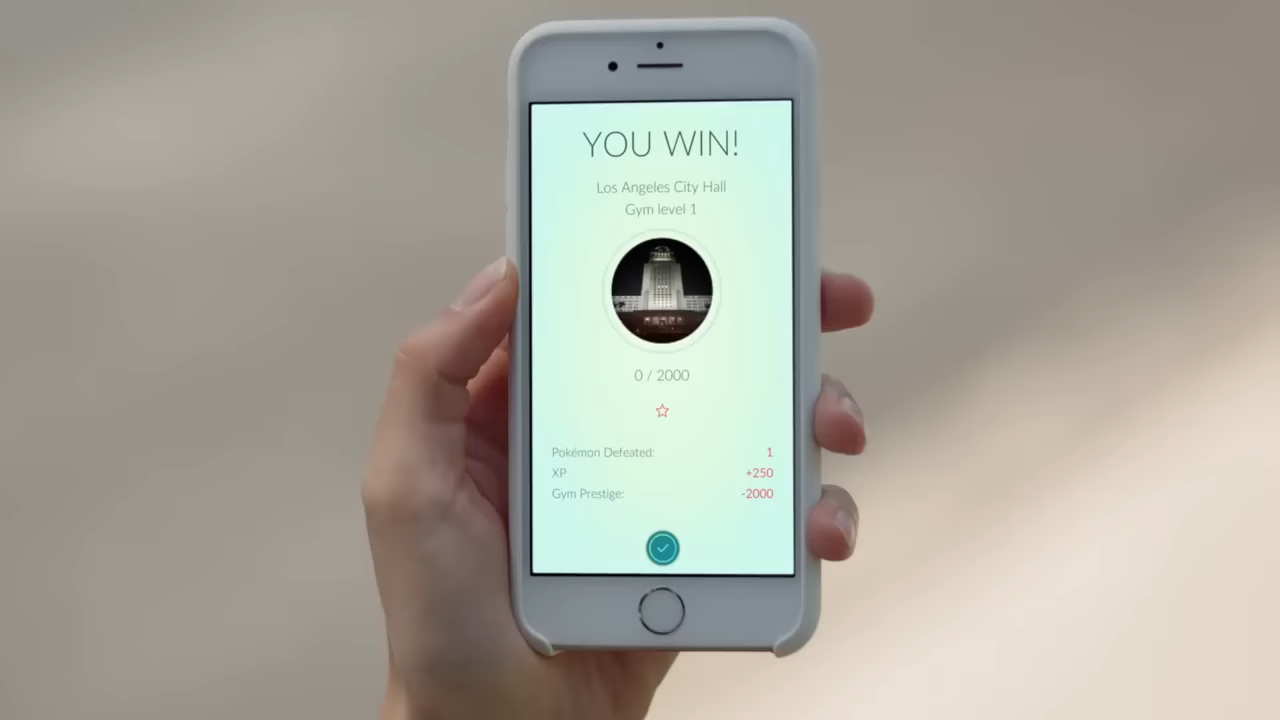 YOU WIN!
Los Angeles City Hall
Gym level 1
0 / 2000
Pokémon Defeated: 1
XP +250
Gym Prestige: -2000